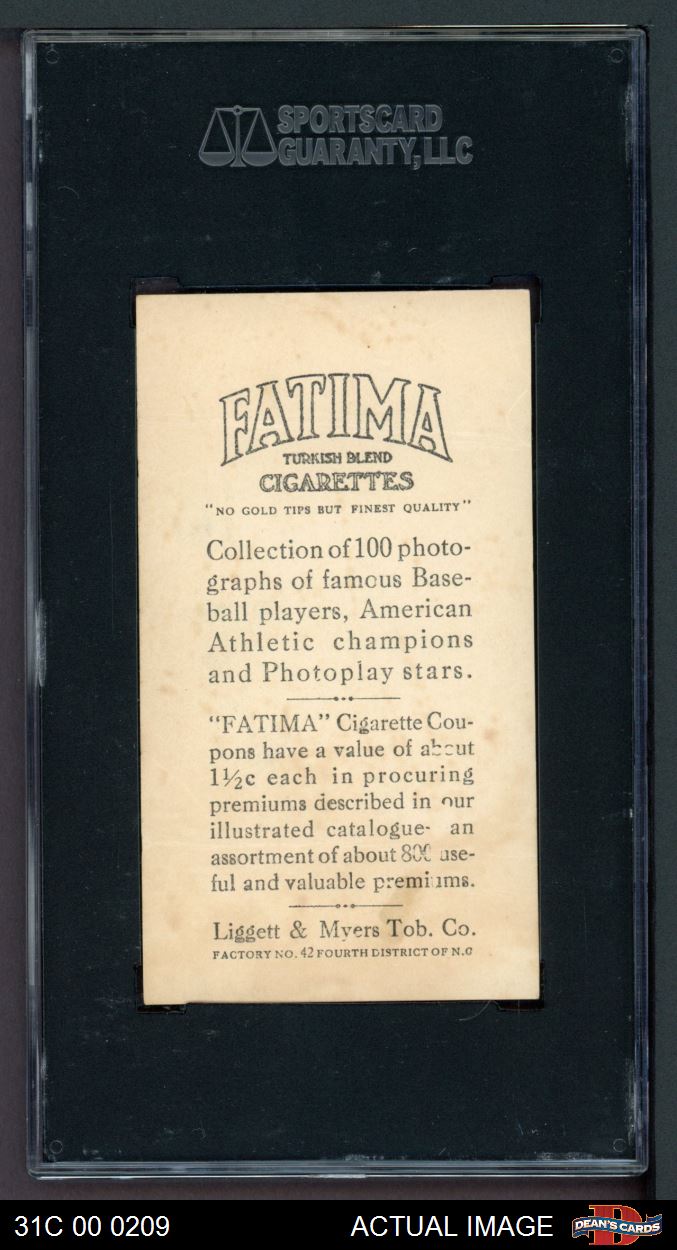 SPORTSCARD
GUARANTY, LLC
FATIMA
TURKISH BLEND
CIGARETTES
"NO GOLD TIPS BUT FINEST QUALITY"
Collection of 100 photo-
graphs of famous Base-
ball players, American
Athletic champions
and Photoplay stars.
"FATIMA" Cigarette Cou-
pons have a value of about
1½c each in procuring
premiums described in our
illustrated catalogue- an
assortment of about 800 use-
ful and valuable premiums.
Liggett & Myers Tob. Co.
FACTORY NO. 42 FOURTH DISTRICT OF N.C
31C 00 0209
ACTUAL IMAGE
DEAN'S CARDS